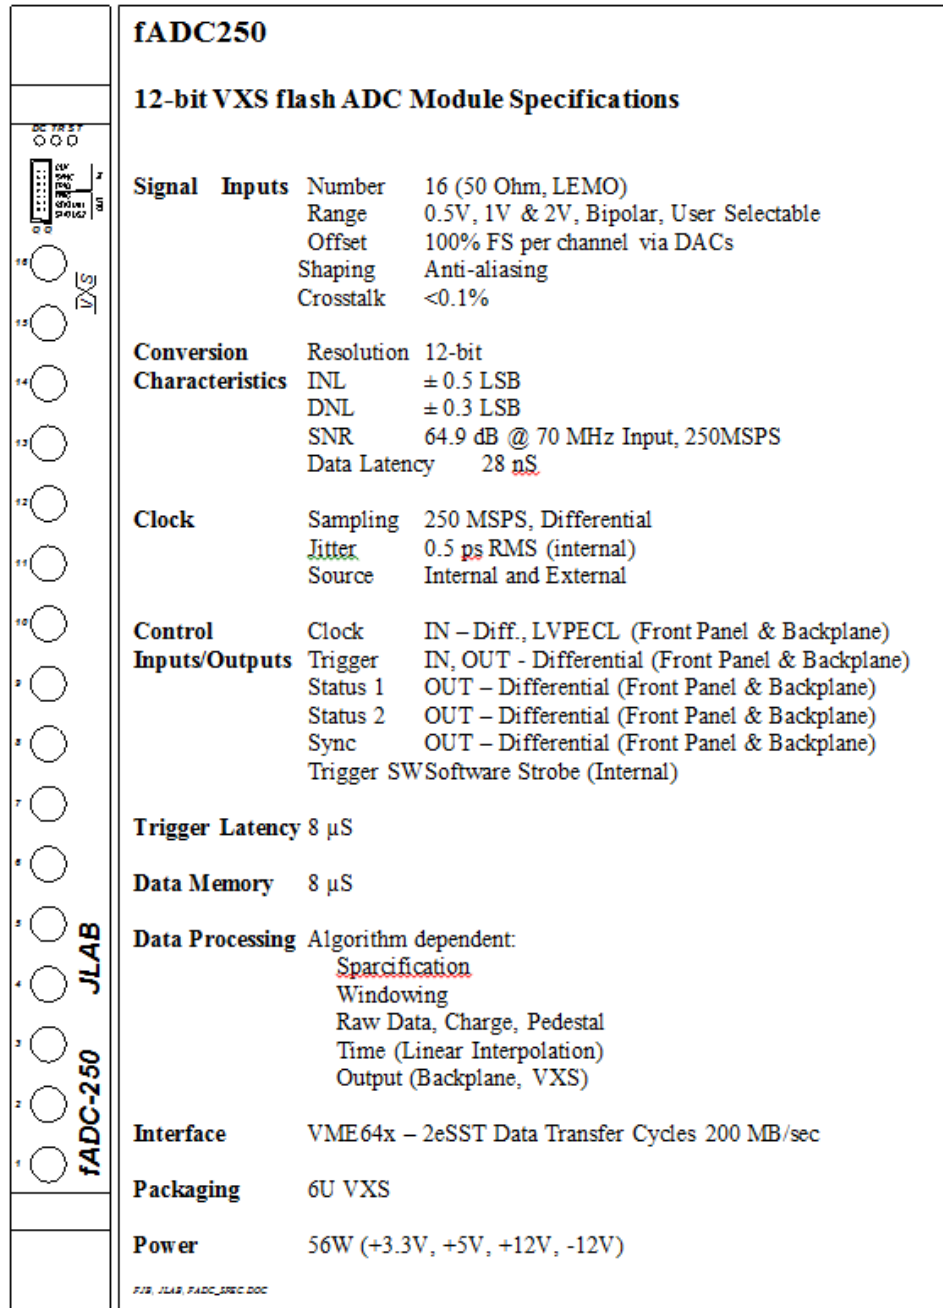 fADC250
12-bit VXS flash ADC Module Specifications
DC TR ST
IN
OUT
VXS
16
15
14
13
12
11
10
9
8
7
6
5
4
3
2
1
JLAB
fADC-250
Signal Inputs Number 16 (50 Ohm, LEMO)
Range 0.5V, 1V & 2V, Bipolar, User Selectable
Offset 100% FS per channel via DACs
Shaping Anti-aliasing
Crosstalk <0.1%
Conversion Resolution 12-bit
Characteristics INL ± 0.5 LSB
DNL ± 0.3 LSB
SNR 64.9 dB @ 70 MHz Input, 250MSPS
Data Latency 28 nS
Clock Sampling 250 MSPS, Differential
Jitter 0.5 ps RMS (internal)
Source Internal and External
Control Clock IN – Diff., LVPECL (Front Panel & Backplane)
Inputs/Outputs Trigger IN, OUT - Differential (Front Panel & Backplane)
Status 1 OUT – Differential (Front Panel & Backplane)
Status 2 OUT – Differential (Front Panel & Backplane)
Sync OUT – Differential (Front Panel & Backplane)
Trigger SW Software Strobe (Internal)
Trigger Latency 8 µS
Data Memory 8 µS
Data Processing Algorithm dependent:
Sparcification
Windowing
Raw Data, Charge, Pedestal
Time (Linear Interpolation)
Output (Backplane, VXS)
Interface VME64x – 2eSST Data Transfer Cycles 200 MB/sec
Packaging 6U VXS
Power 56W (+3.3V, +5V, +12V, -12V)
FJB, JLAB, FADC_SPEC.DOC